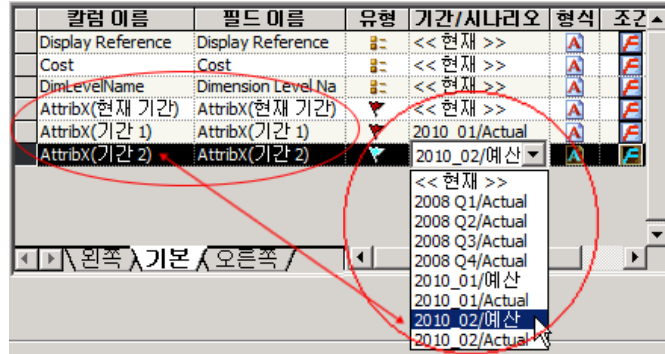 칼럼 이름 필드 이름 유형 기간/시나리오 형식 조건
Display Reference Display Reference << 현재 >>
Cost Cost << 현재 >>
DimLevelName Dimension Level Na << 현재 >>
AttribX(현재 기간) AttribX(현재 기간) << 현재 >>
AttribX(기간 1) AttribX(기간 1) 2010_01/Actual
AttribX(기간 2) AttribX(기간 2) 2010_02/예산
<< 현재 >>
2008 Q1/Actual
2008 Q2/Actual
2008 Q3/Actual
2008 Q4/Actual
2010_01/예산
2010_01/Actual
2010_02/예산
2010_02/Actual
왼쪽 기본 오른쪽